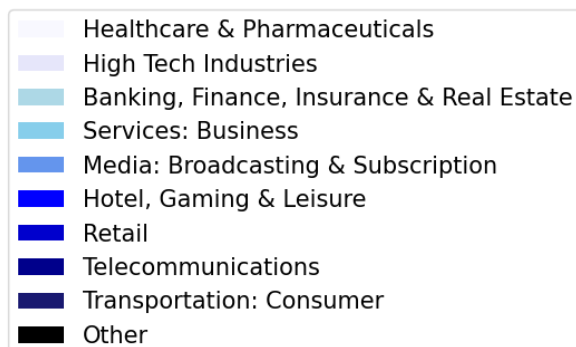 Healthcare & Pharmaceuticals
High Tech Industries
Banking, Finance, Insurance & Real Estate
Services: Business
Media: Broadcasting & Subscription
Hotel, Gaming & Leisure
Retail
Telecommunications
Transportation: Consumer
Other